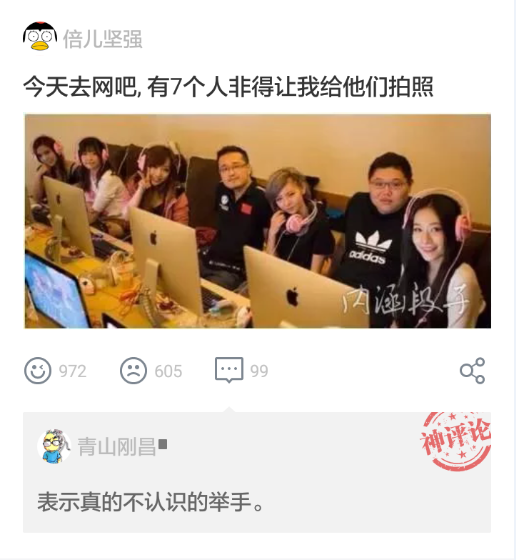 倍儿坚强
今天去网吧, 有7个人非得让我给他们拍照
adidas
内涵段子
972
605
99
神评论
青山刚昌
表示真的不认识的举手。